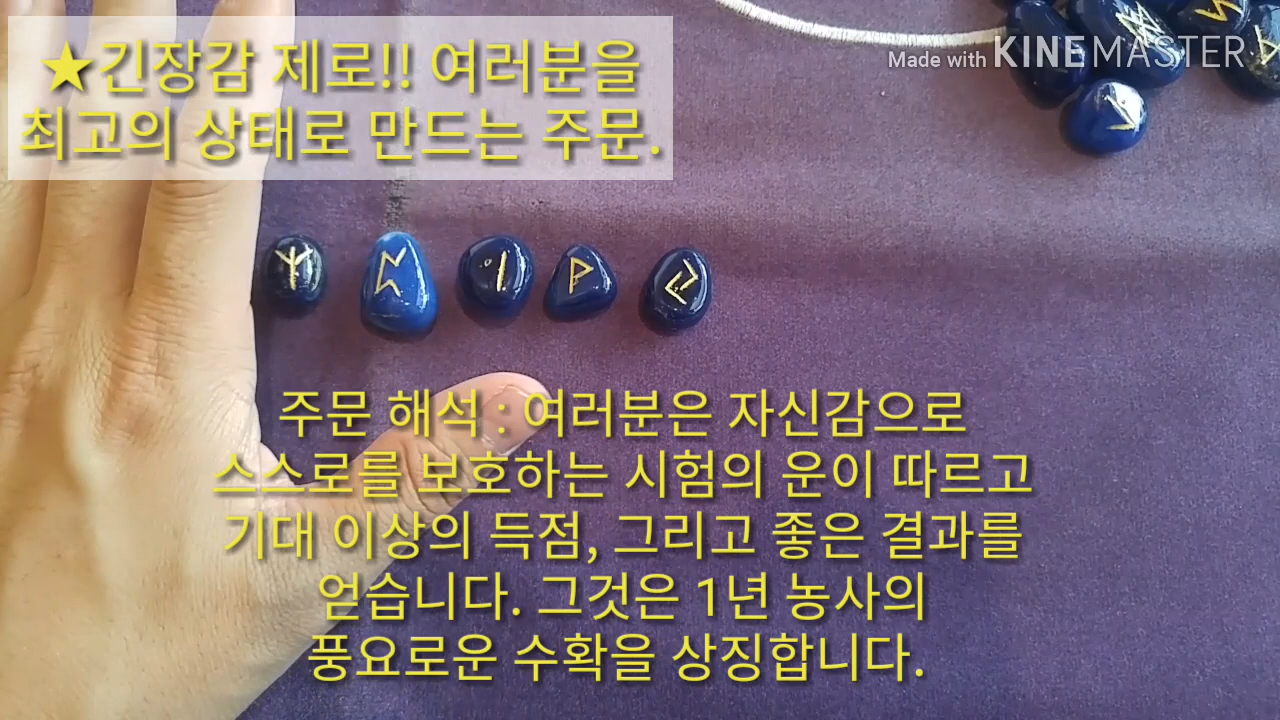 ★긴장감 제로!! 여러분을
최고의 상태로 만드는 주문.
Made with KINEMASTER
ᛉ ᛈ ᛁ ᚹ ᛃ
주문 해석 : 여러분은 자신감으로
스스로를 보호하는 시험의 운이 따르고
기대 이상의 득점, 그리고 좋은 결과를
얻습니다. 그것은 1년 농사의
풍요로운 수확을 상징합니다.